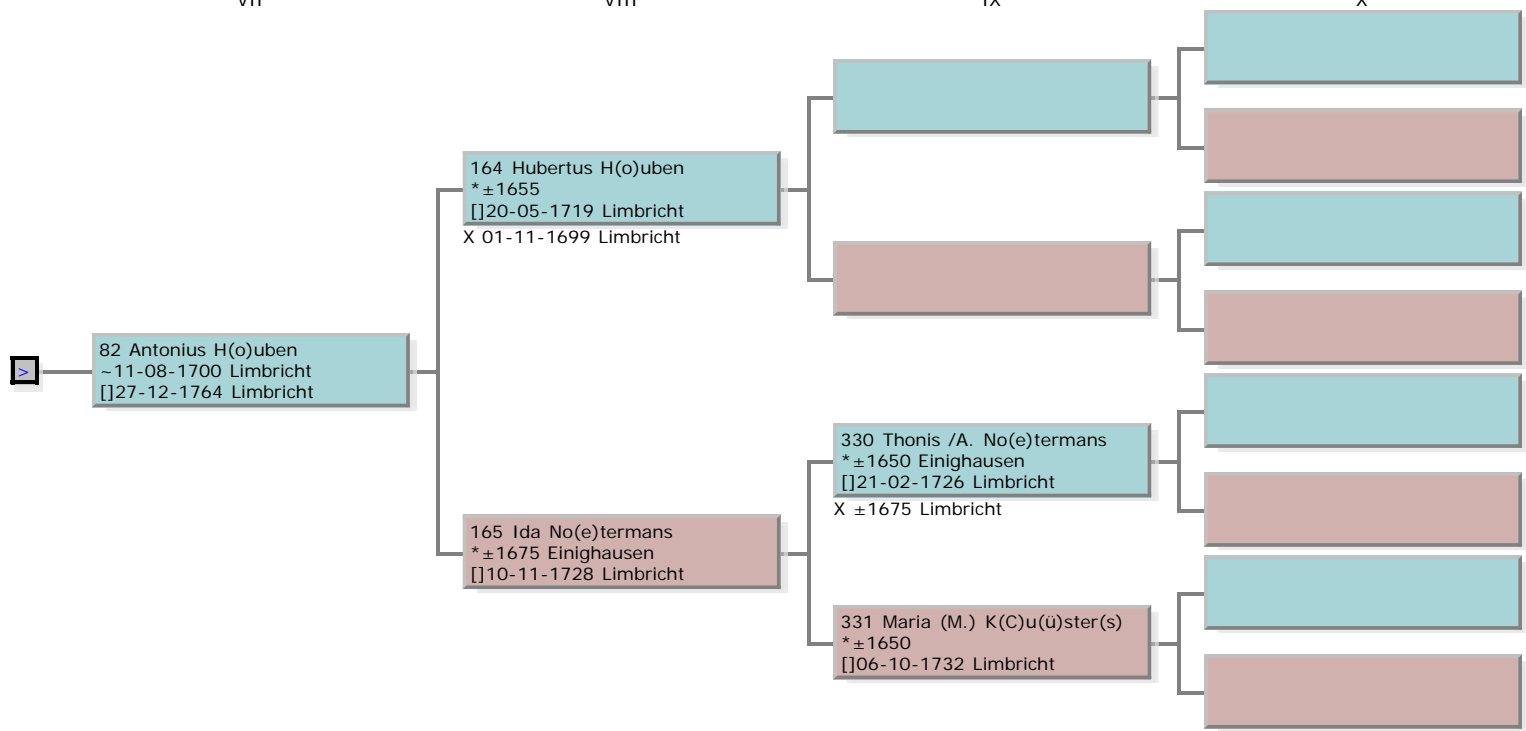 VII
VIII
IX
X
164 Hubertus H(o)uben
*±1655
[]20-05-1719 Limbricht
X 01-11-1699 Limbricht
>
82 Antonius H(o)uben
~11-08-1700 Limbricht
[]27-12-1764 Limbricht
330 Thonis /A. No(e)termans
*±1650 Einighausen
[]21-02-1726 Limbricht
X ±1675 Limbricht
165 Ida No(e)termans
*±1675 Einighausen
[]10-11-1728 Limbricht
331 Maria (M.) K(C)u(ü)ster(s)
*±1650
[]06-10-1732 Limbricht